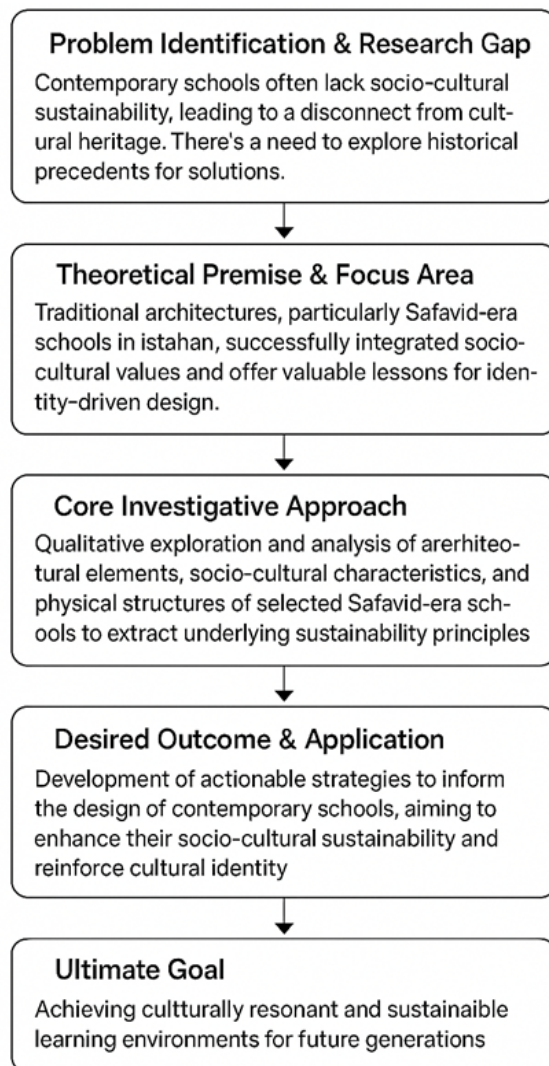 Problem Identification & Research Gap
Contemporary schools often lack socio-cultural
sustainability, leading to a disconnect from cult-
ural heritage. There's a need to explore historical
precedents for solutions.
Theoretical Premise & Focus Area
Traditional architectures, particularly Safavid-era
schools in istahan, successfully integrated socio-
cultural values and offer valuable lessons for iden-
tity-driven design.
Core Investigative Approach
Qualitative exploration and analysis of arerhiteo-
tural elements, socio-cultural characteristics, and
physical structures of selected Safavid-era sch-
ools to extract underlying sustainability principles
Desired Outcome & Application
Development of actionable strategies to inform
the design of contemporary schools, aiming to
enhance their socio-cultural sustainability and
reinforce cultural identity
Ultimate Goal
Achieving cultturally resonant and sustainaible
learning environments for future generations